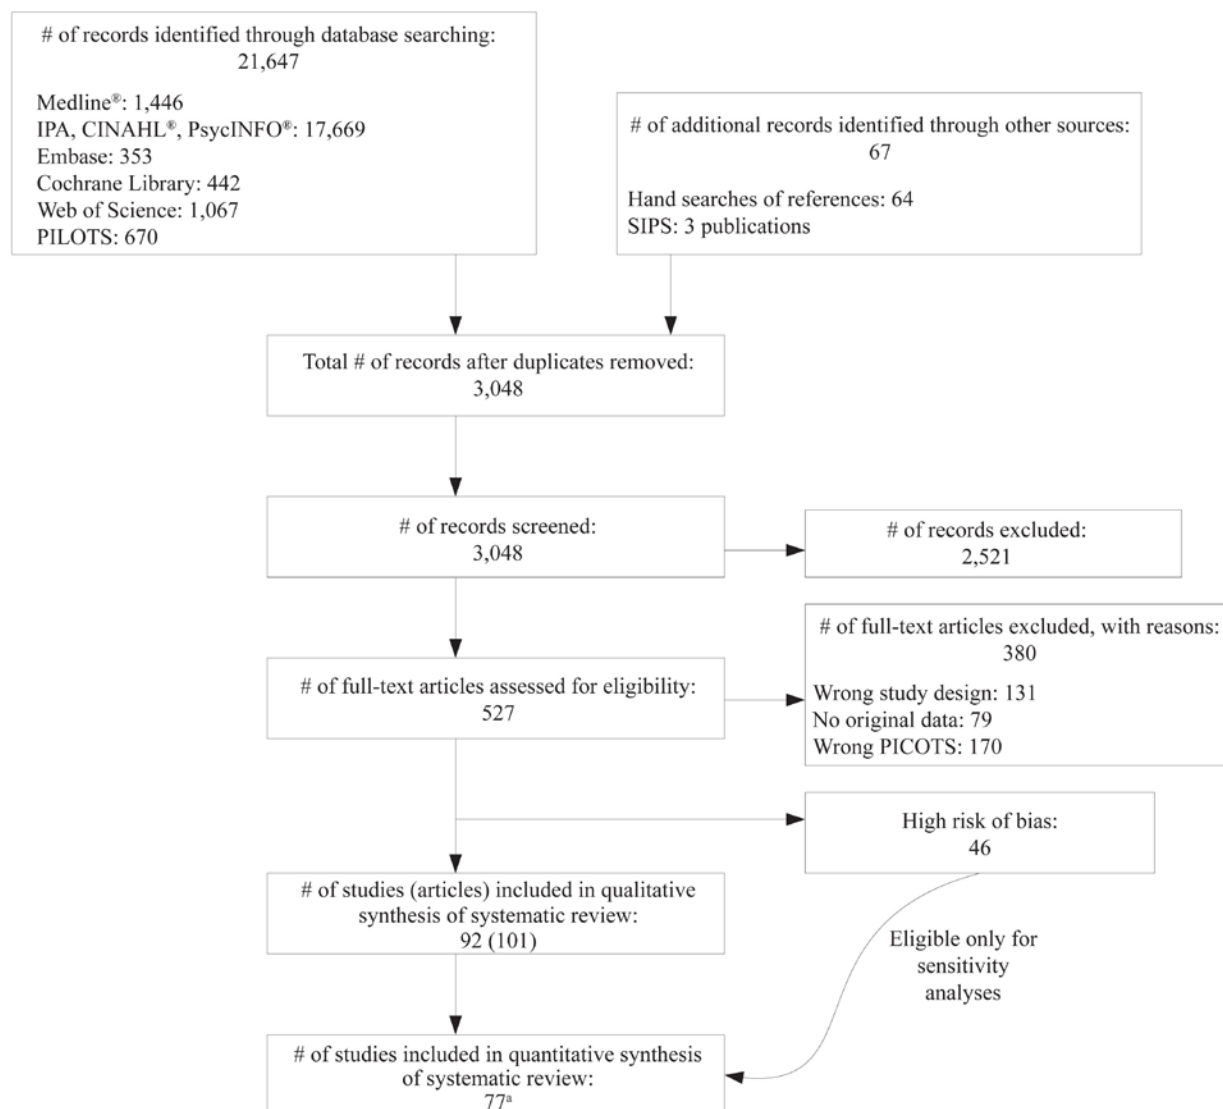 # of records identified through database searching:
21,647
Medline®: 1,446
IPA, CINAHL®, PsycINFO®: 17,669
Embase: 353
Cochrane Library: 442
Web of Science: 1,067
PILOTS: 670
# of additional records identified through other sources:
67
Hand searches of references: 64
SIPS: 3 publications
Total # of records after duplicates removed:
3,048
# of records screened:
3,048
# of records excluded:
2,521
# of full-text articles assessed for eligibility:
527
# of full-text articles excluded, with reasons:
380
Wrong study design: 131
No original data: 79
Wrong PICOTS: 170
High risk of bias:
46
# of studies (articles) included in qualitative
synthesis of systematic review:
92 (101)
Eligible only for
sensitivity
analyses
# of studies included in quantitative synthesis
of systematic review:
77ª